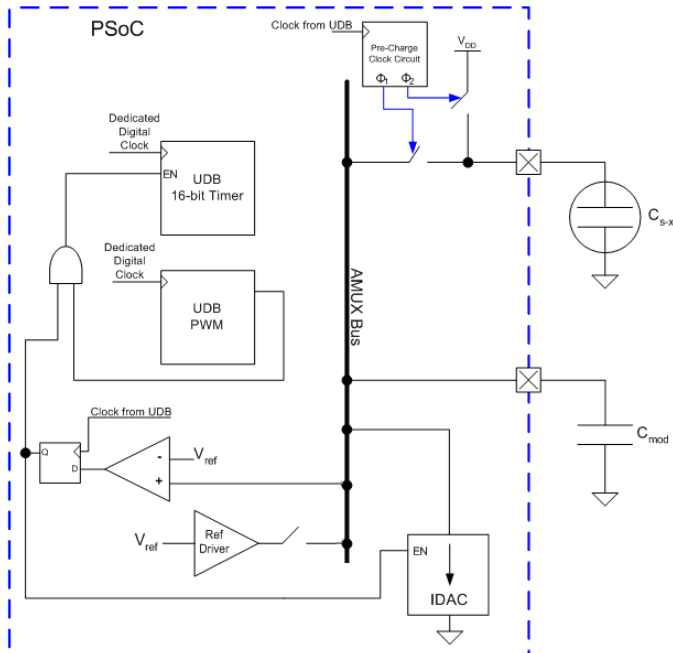 PSoC
Clock from UDB
Pre-Charge
Clock Circuit
Φ1 Φ2
VDD
Dedicated
Digital
Clock
EN
UDB
16-bit Timer
Dedicated
Digital
Clock
UDB
PWM
AMUX Bus
Cs-x
Clock from UDB
Q
D
-
+
Vref
Cmod
Vref
Ref
Driver
EN
IDAC